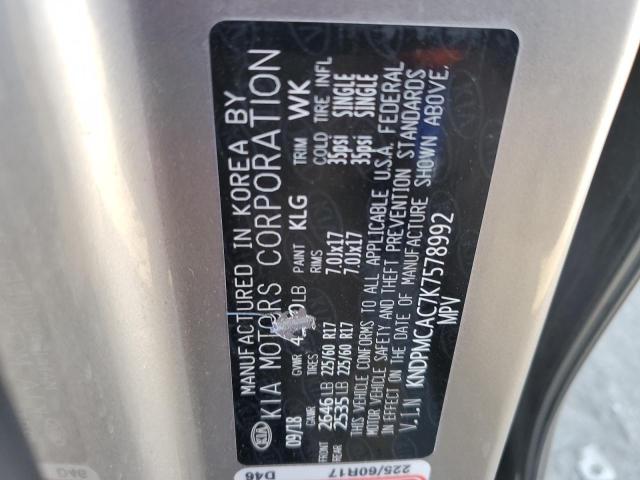 MANUFACTURED IN KOREA BY
KIA KIA MOTORS CORPORATION
09/18 GVWR LB PAINT KLG TRIM WK
GAWR TIRES RIMS COLD TIRE INFL
2646 LB 225/60 R17 7.0Jx17 35psi SINGLE
2535 LB 225/60 R17 7.0Jx17 35psi SINGLE
THIS VEHICLE CONFORMS TO ALL APPLICABLE U.S.A. FEDERAL
MOTOR VEHICLE SAFETY AND THEFT PREVENTION STANDARDS
IN EFFECT ON THE DATE OF MANUFACTURE SHOWN ABOVE.
V.I.N KNDPMCAC7K7578992
MPV
D46 225/60R17